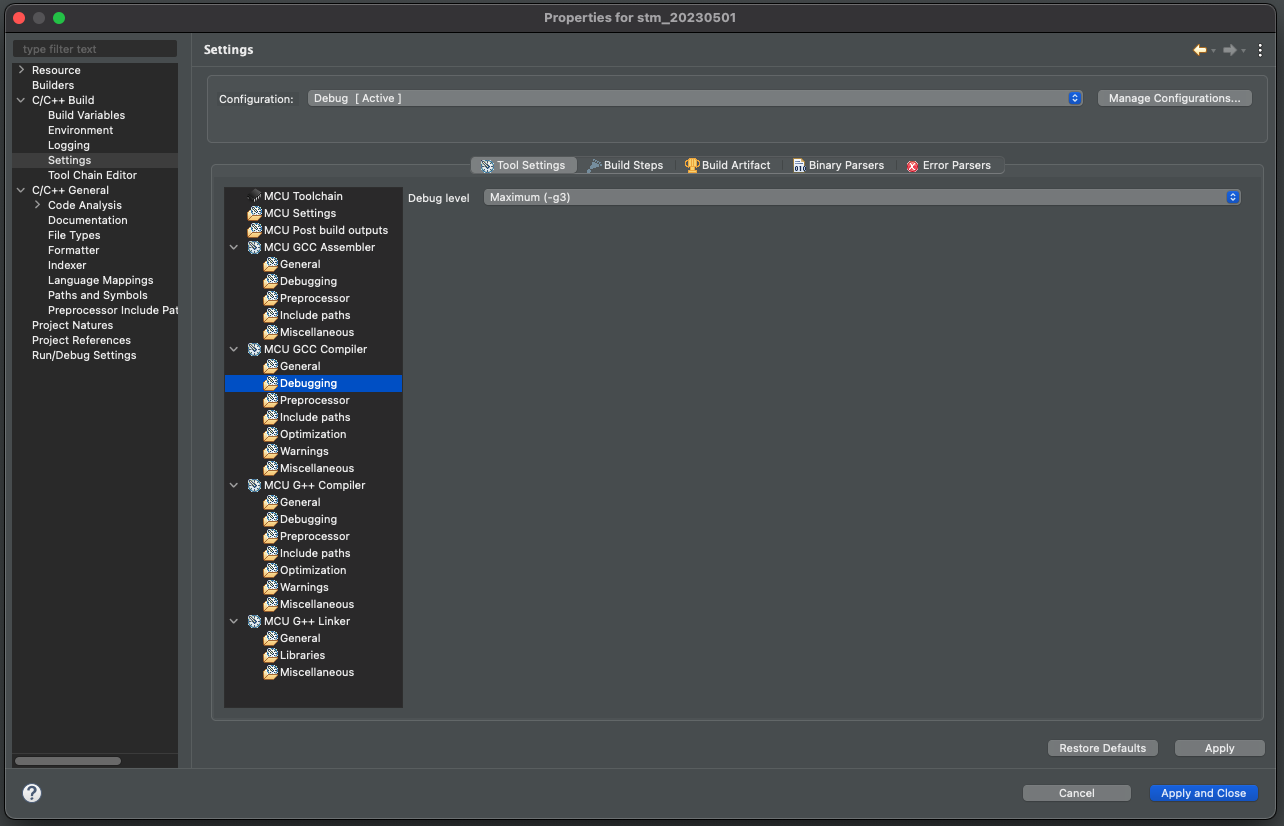 Properties for stm_20230501
type filter text
Resource
Builders
C/C++ Build
Build Variables
Environment
Logging
Settings
Tool Chain Editor
C/C++ General
Code Analysis
Documentation
File Types
Formatter
Indexer
Language Mappings
Paths and Symbols
Preprocessor Include Pat
Project Natures
Project References
Run/Debug Settings
Settings
Configuration: Debug [ Active ] Manage Configurations...
Tool Settings Build Steps Build Artifact Binary Parsers Error Parsers
MCU Toolchain
MCU Settings
MCU Post build outputs
MCU GCC Assembler
General
Debugging
Preprocessor
Include paths
Miscellaneous
MCU GCC Compiler
General
Debugging
Preprocessor
Include paths
Optimization
Warnings
Miscellaneous
MCU G++ Compiler
General
Debugging
Preprocessor
Include paths
Optimization
Warnings
Miscellaneous
MCU G++ Linker
General
Libraries
Miscellaneous
Debug level Maximum (-g3)
Restore Defaults Apply
? Cancel Apply and Close